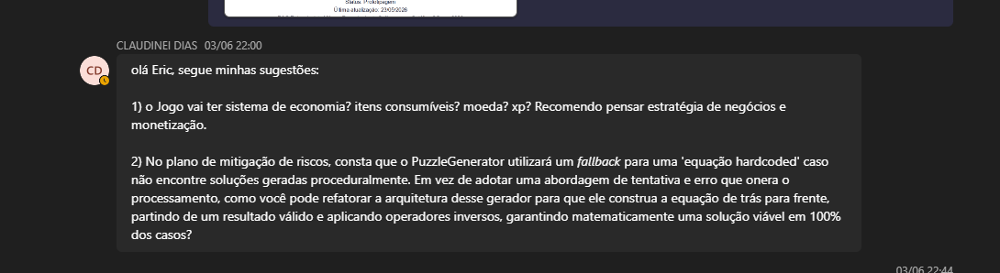 Status: Prototipagem
Última atualização: 23/05/2026
CLAUDINEI DIAS 03/06 22:00
CD
olá Eric, segue minhas sugestões:
1) o Jogo vai ter sistema de economia? itens consumíveis? moeda? xp? Recomendo pensar estratégia de negócios e
monetização.
2) No plano de mitigação de riscos, consta que o PuzzleGenerator utilizará um fallback para uma 'equação hardcoded' caso
não encontre soluções geradas proceduralmente. Em vez de adotar uma abordagem de tentativa e erro que onera o
processamento, como você pode refatorar a arquitetura desse gerador para que ele construa a equação de trás para frente,
partindo de um resultado válido e aplicando operadores inversos, garantindo matematicamente uma solução viável em 100%
dos casos?
03/06 22:44